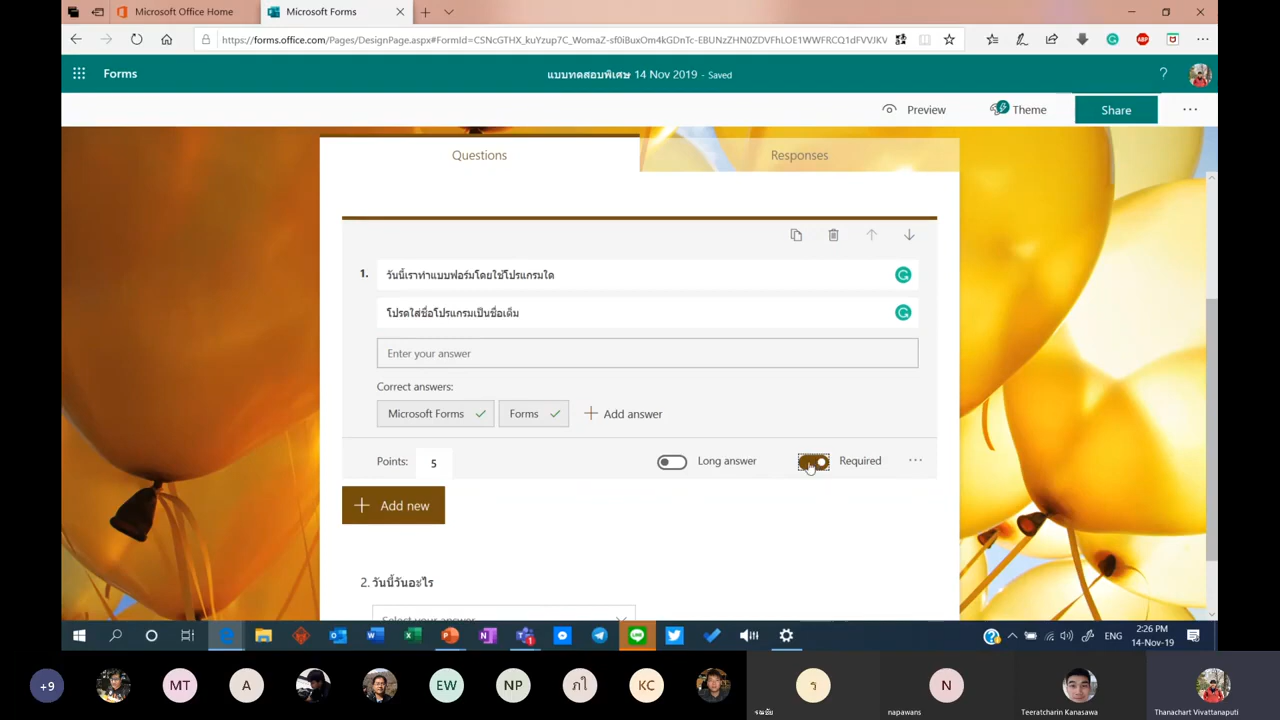 Microsoft Office Home
Microsoft Forms
https://forms.office.com/Pages/DesignPage.aspx#FormId=CSNcGTHX_kuYzup7C_WomaZ-sf0iBuxOm4kGDnTc-EBUNzZHN0ZDVFhLOE1WWFRCQ1dFVVJKV
Forms
แบบทดสอบพิเศษ 14 Nov 2019 - Saved
?
Preview
Theme
Share
Questions
Responses
1.
วันนี้เราทำแบบฟอร์มโดยใช้โปรแกรมใด
โปรดใส่ชื่อโปรแกรมเป็นชื่อเต็ม
Enter your answer
Correct answers:
Microsoft Forms
Forms
Add answer
Points:
5
Long answer
Required
Add new
2. วันนี้วันอะไร
Select your answer
ENG
2:26 PM
14-Nov-19
+9
MT
A
EW
NP
ภไ
KC
ร
N
napawans
Teeratcharin Kanasawa
Thanachart Vivattanaputi